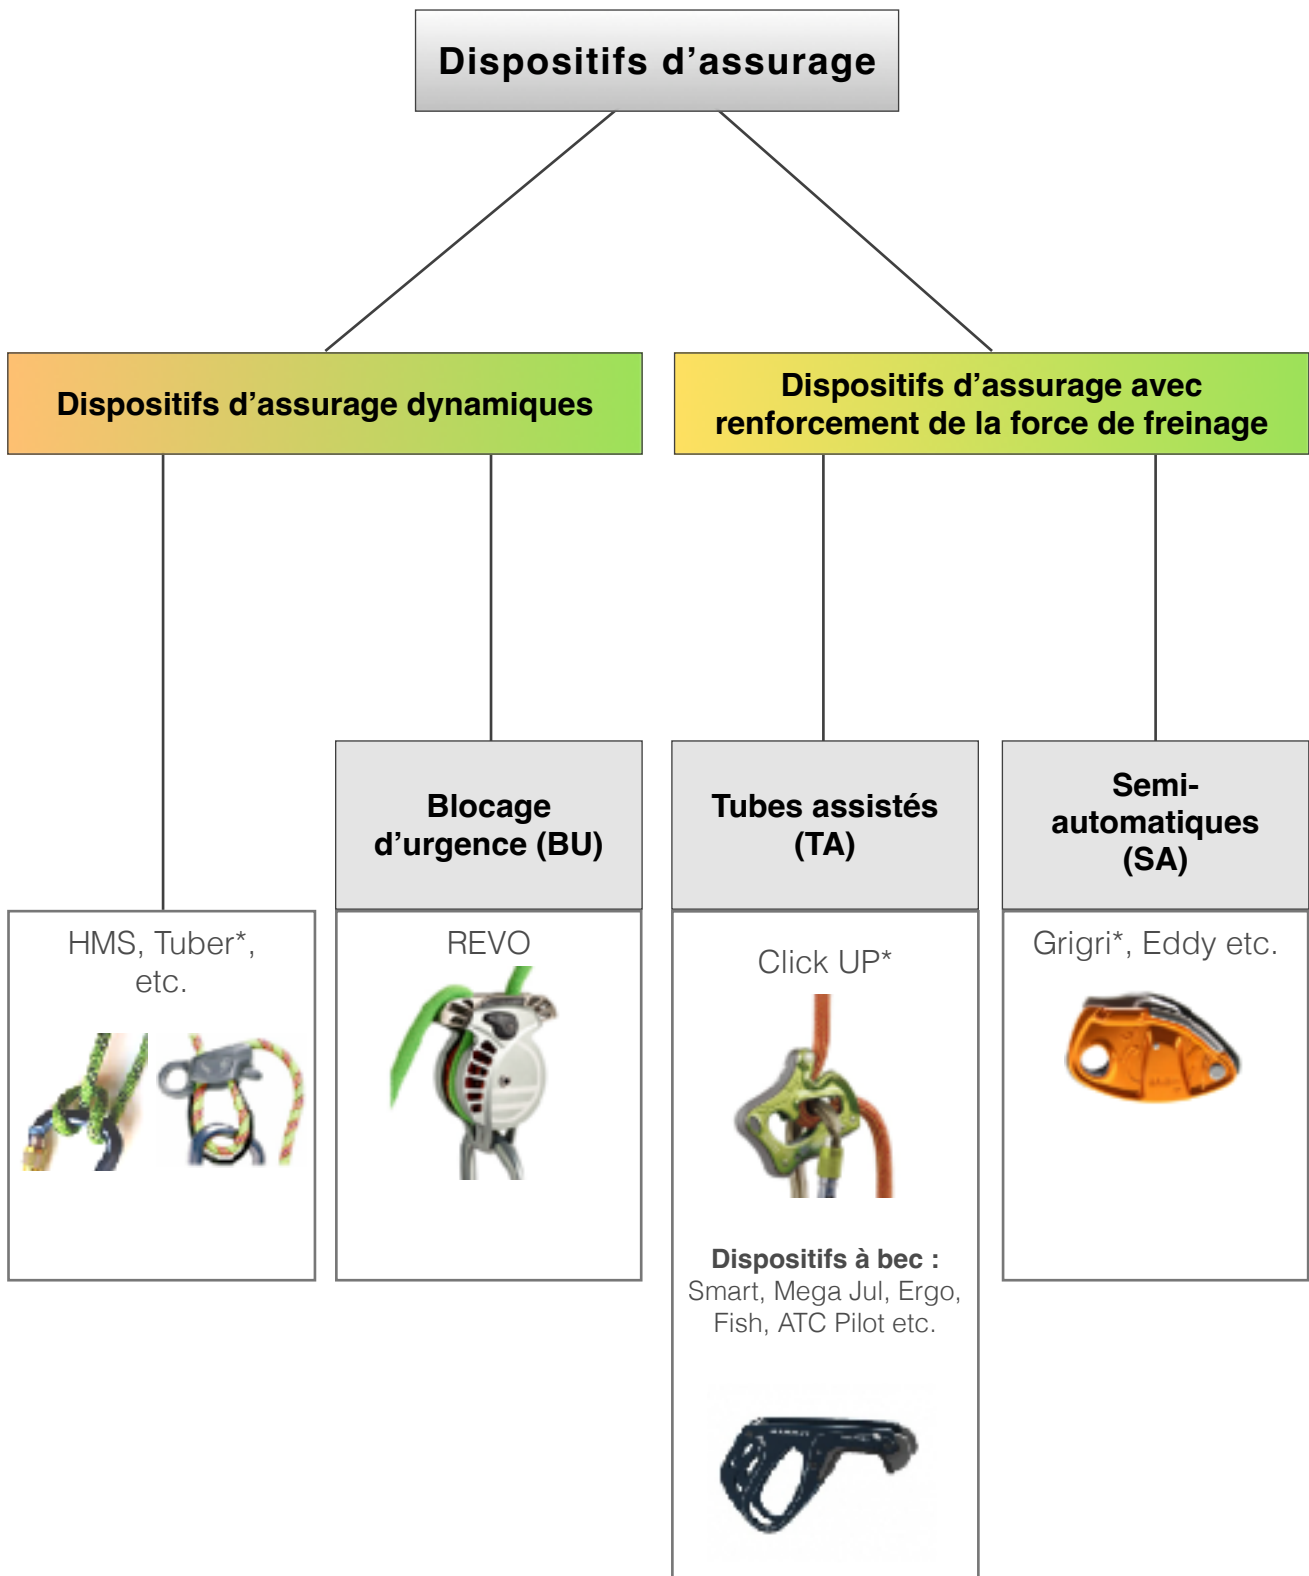 Dispositifs d’assurage
Dispositifs d’assurage dynamiques
Dispositifs d’assurage avec
renforcement de la force de freinage
Blocage
d’urgence (BU)
Tubes assistés
(TA)
Semi-
automatiques
(SA)
HMS, Tuber*,
etc.
REVO
Click UP*
Grigri*, Eddy etc.
Dispositifs à bec :
Smart, Mega Jul, Ergo,
Fish, ATC Pilot etc.